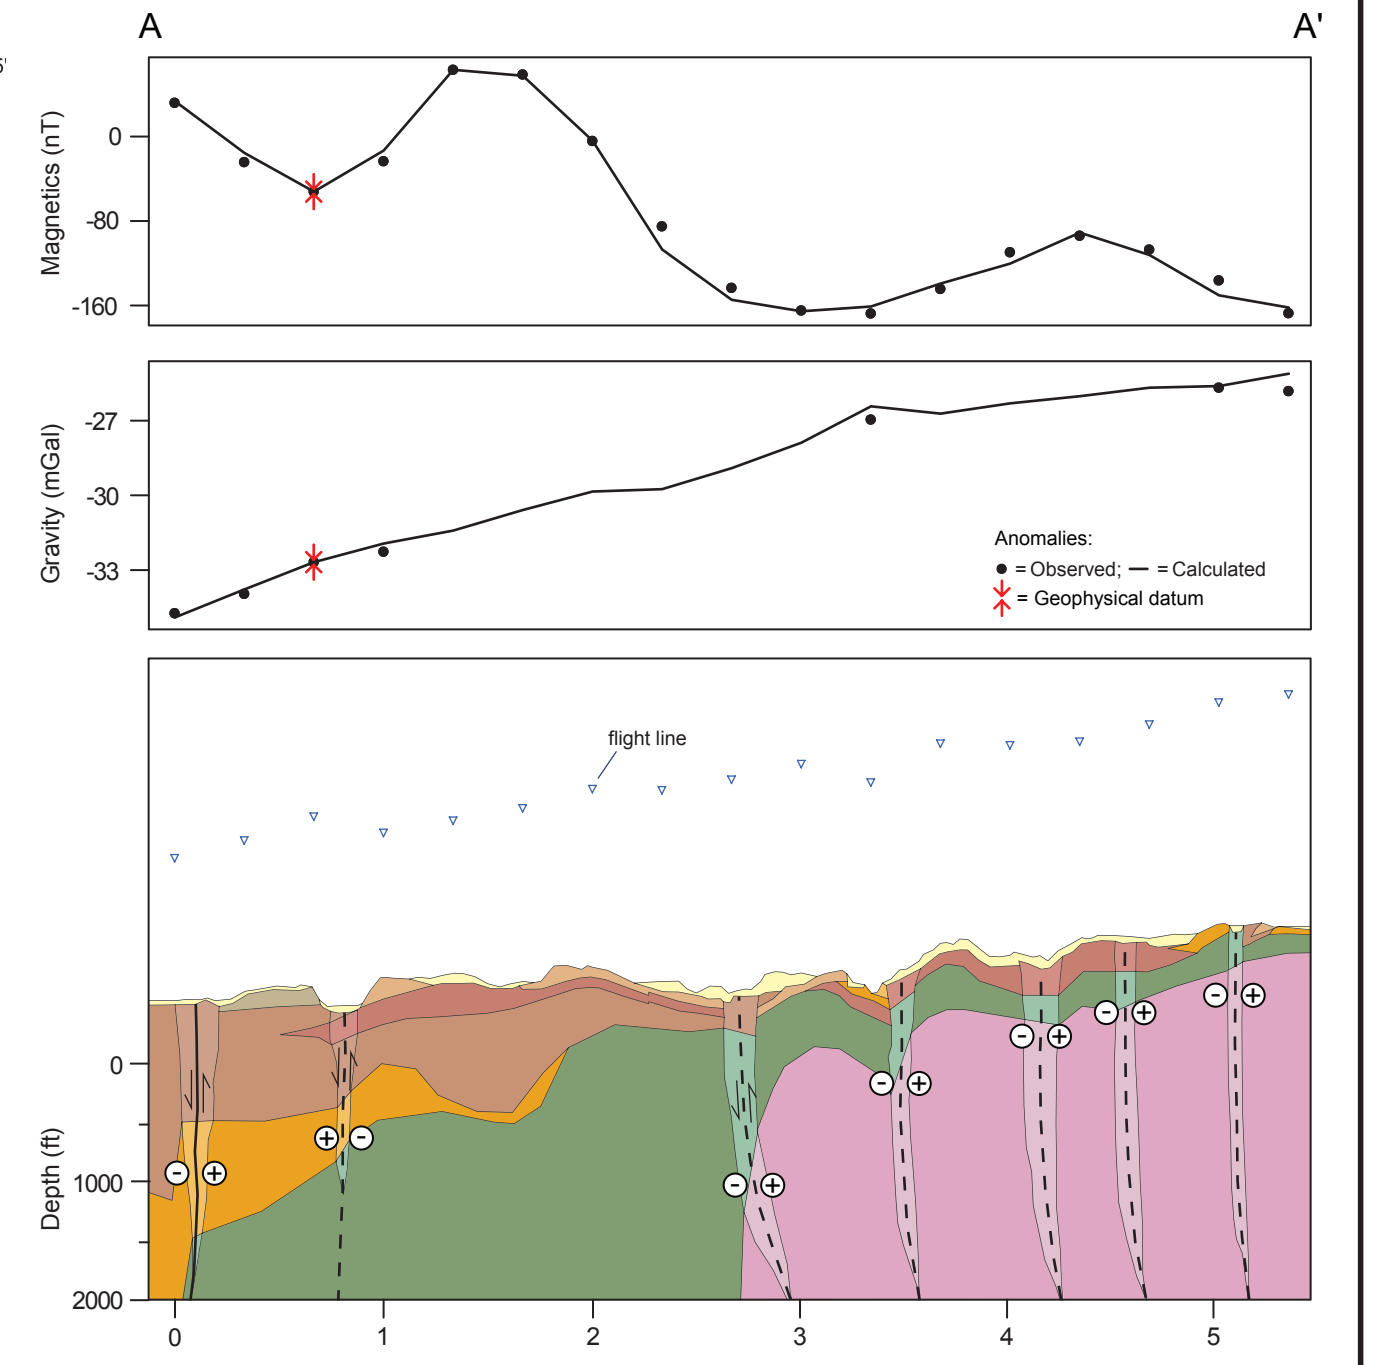 A
A'
5'
Magnetics (nT)
0
-80
-160
Gravity (mGal)
-27
-30
-33
Anomalies:
= Observed; = Calculated
= Geophysical datum
flight line
Depth (ft)
0
1000
2000
- + + - - + - + - + - + - +
0 1 2 3 4 5